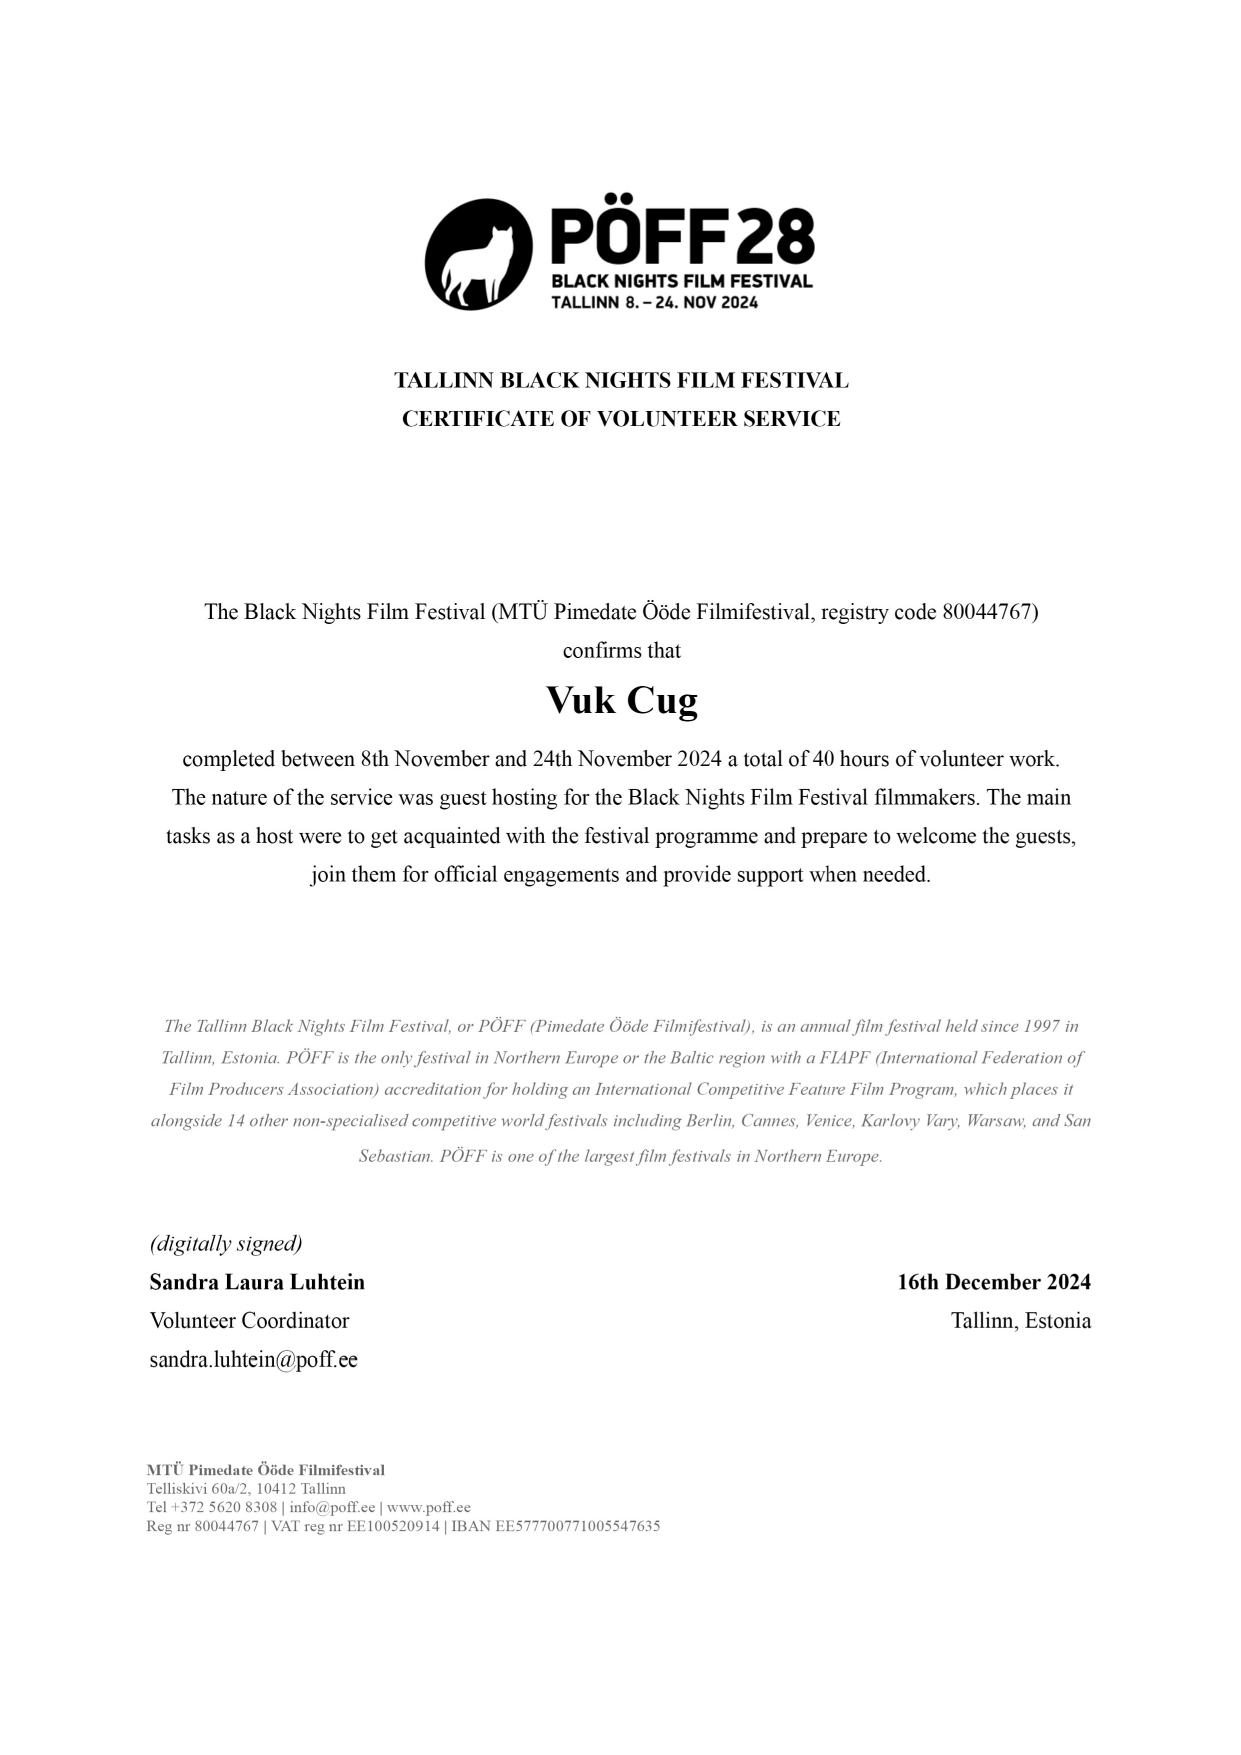 PÖFF28
BLACK NIGHTS FILM FESTIVAL
TALLINN 8. – 24. NOV 2024
TALLINN BLACK NIGHTS FILM FESTIVAL
CERTIFICATE OF VOLUNTEER SERVICE
The Black Nights Film Festival (MTÜ Pimedate Ööde Filmifestival, registry code 80044767)
confirms that
Vuk Cug
completed between 8th November and 24th November 2024 a total of 40 hours of volunteer work.
The nature of the service was guest hosting for the Black Nights Film Festival filmmakers. The main
tasks as a host were to get acquainted with the festival programme and prepare to welcome the guests,
join them for official engagements and provide support when needed.
The Tallinn Black Nights Film Festival, or PÖFF (Pimedate Ööde Filmifestival), is an annual film festival held since 1997 in
Tallinn, Estonia. PÖFF is the only festival in Northern Europe or the Baltic region with a FIAPF (International Federation of
Film Producers Association) accreditation for holding an International Competitive Feature Film Program, which places it
alongside 14 other non-specialised competitive world festivals including Berlin, Cannes, Venice, Karlovy Vary, Warsaw, and San
Sebastian. PÖFF is one of the largest film festivals in Northern Europe.
(digitally signed)
Sandra Laura Luhtein
Volunteer Coordinator
sandra.luhtein@poff.ee
16th December 2024
Tallinn, Estonia
MTÜ Pimedate Ööde Filmifestival
Telliskivi 60a/2, 10412 Tallinn
Tel +372 5620 8308 | info@poff.ee | www.poff.ee
Reg nr 80044767 | VAT reg nr EE100520914 | IBAN EE577700771005547635